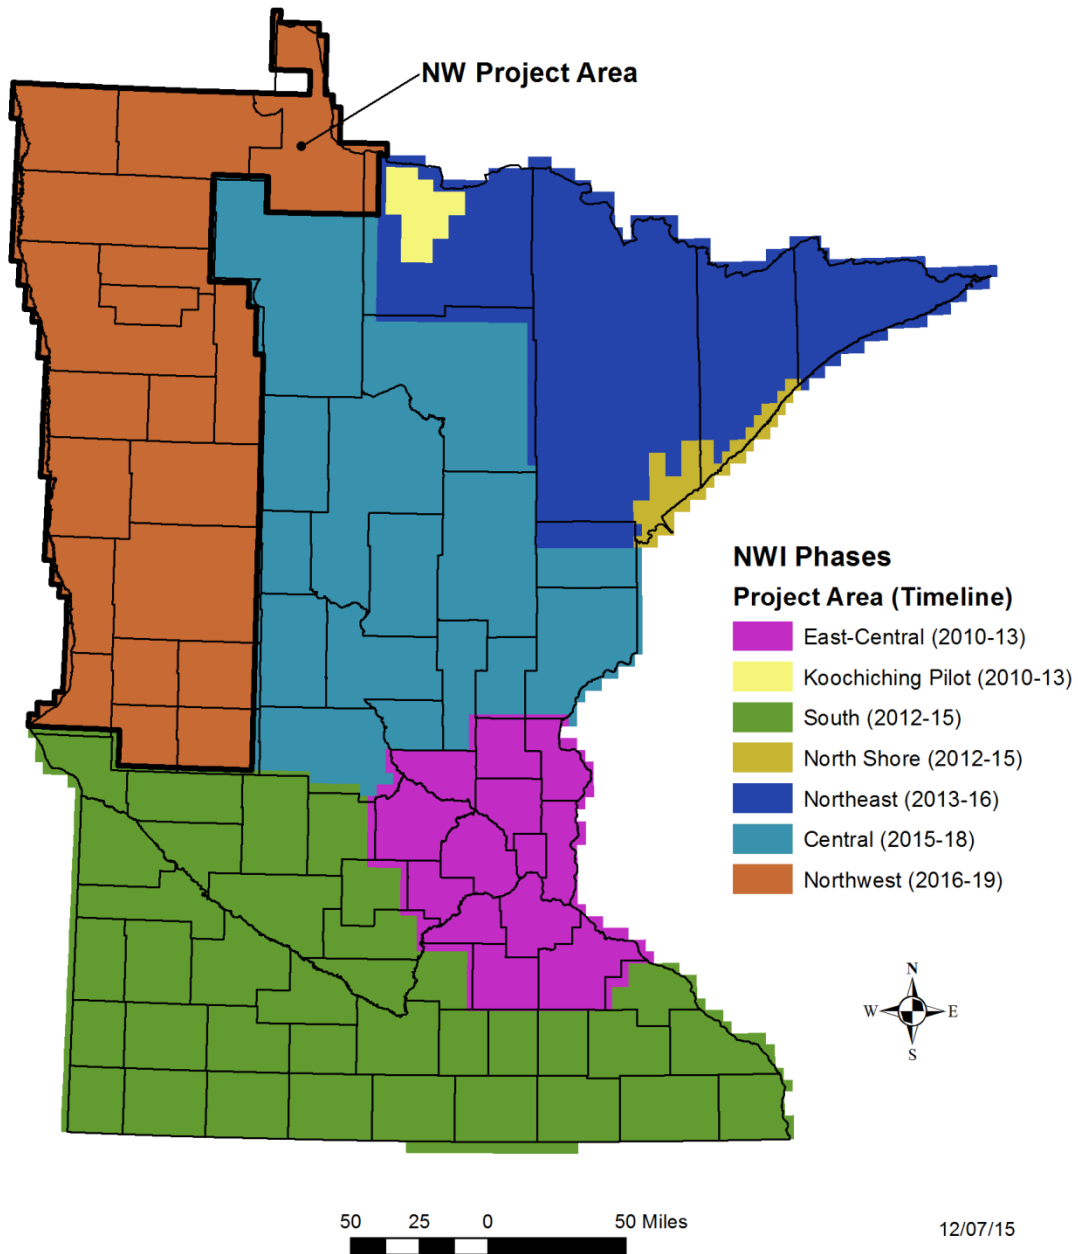 NW Project Area
NWI Phases
Project Area (Timeline)
East-Central (2010-13)
Koochiching Pilot (2010-13)
South (2012-15)
North Shore (2012-15)
Northeast (2013-16)
Central (2015-18)
Northwest (2016-19)
N
W E
S
50 25 0 50 Miles
12/07/15